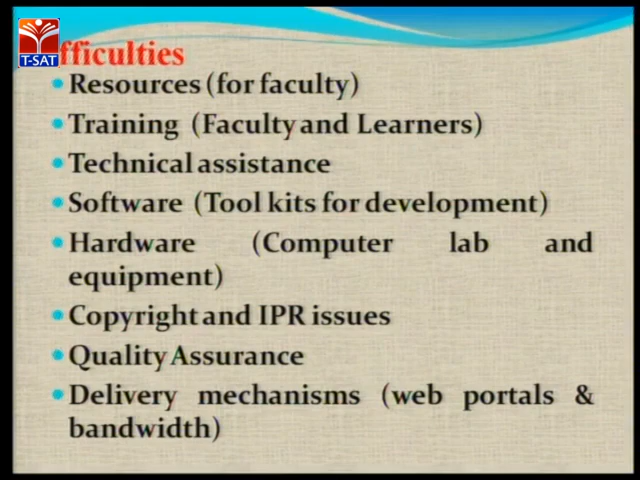 T-SAT
fficulties
Resources (for faculty)
Training (Faculty and Learners)
Technical assistance
Software (Tool kits for development)
Hardware (Computer lab and
equipment)
Copyright and IPR issues
Quality Assurance
Delivery mechanisms (web portals &
bandwidth)